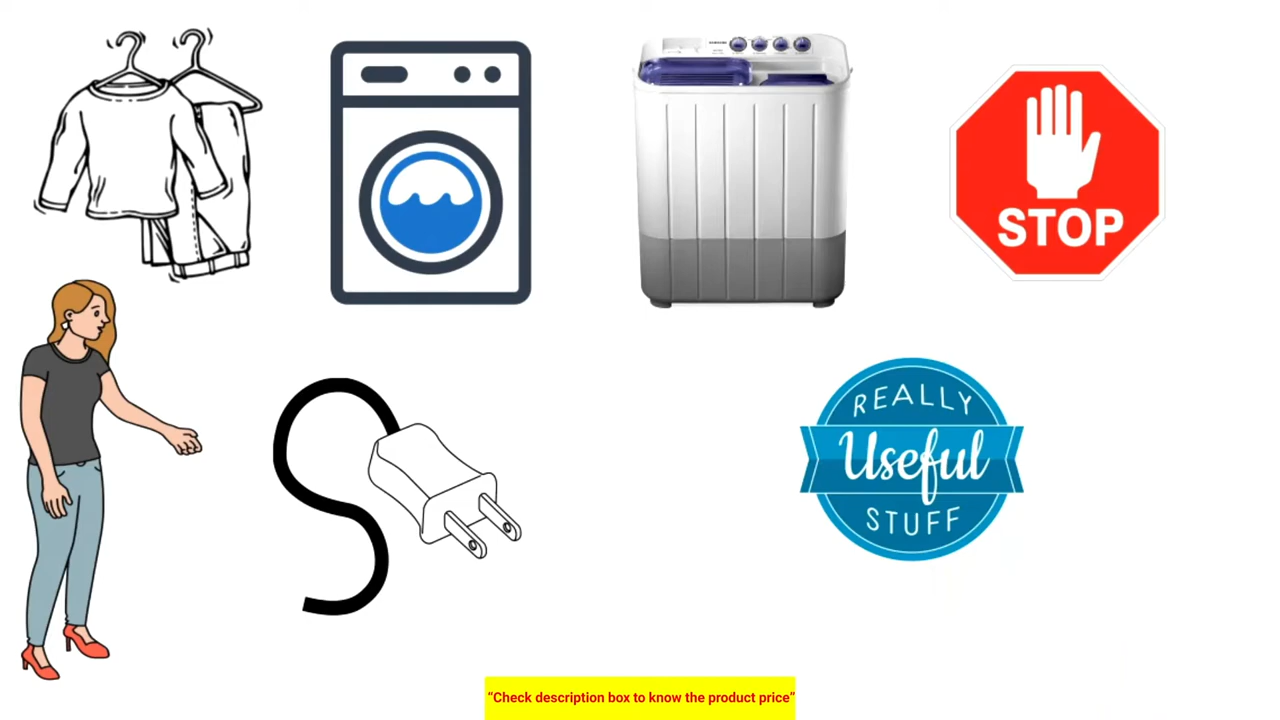 STOP
REALLY
Useful
STUFF
“Check description box to know the product price”